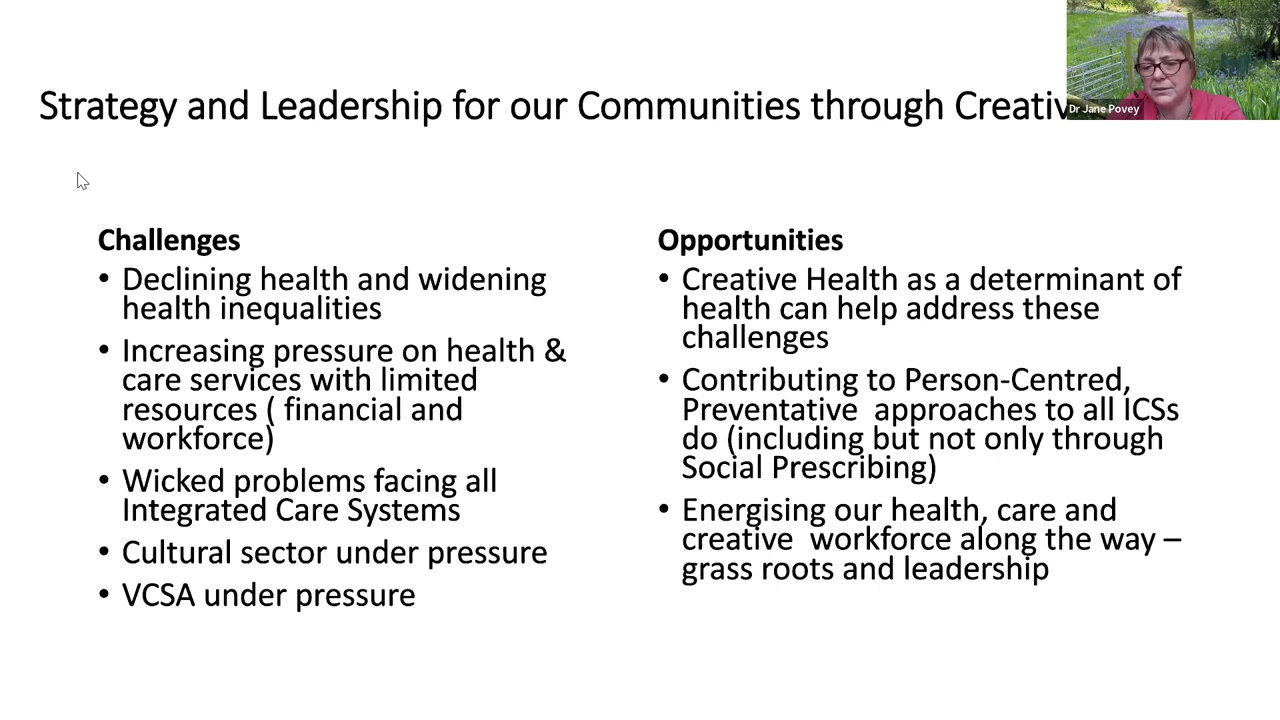 Strategy and Leadership for our Communities through Creativ
Dr Jane Povey
Challenges
• Declining health and widening
health inequalities
• Increasing pressure on health &
care services with limited
resources ( financial and
workforce)
• Wicked problems facing all
Integrated Care Systems
• Cultural sector under pressure
• VCSA under pressure
Opportunities
• Creative Health as a determinant of
health can help address these
challenges
• Contributing to Person-Centred,
Preventative  approaches to all ICSs
do (including but not only through
Social Prescribing)
• Energising our health, care and
creative  workforce along the way –
grass roots and leadership